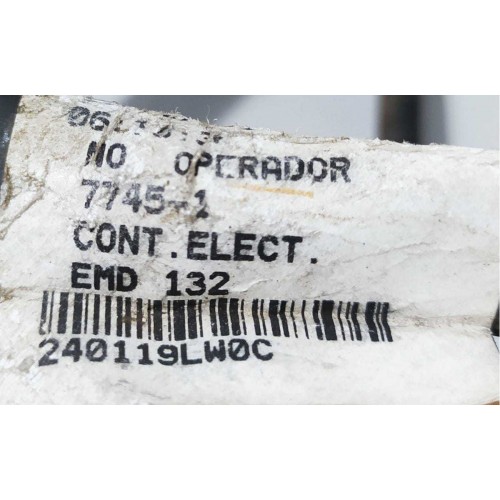 NO OPERADOR
7745-1
CONT.ELECT.
EMD 132
240119LW0C